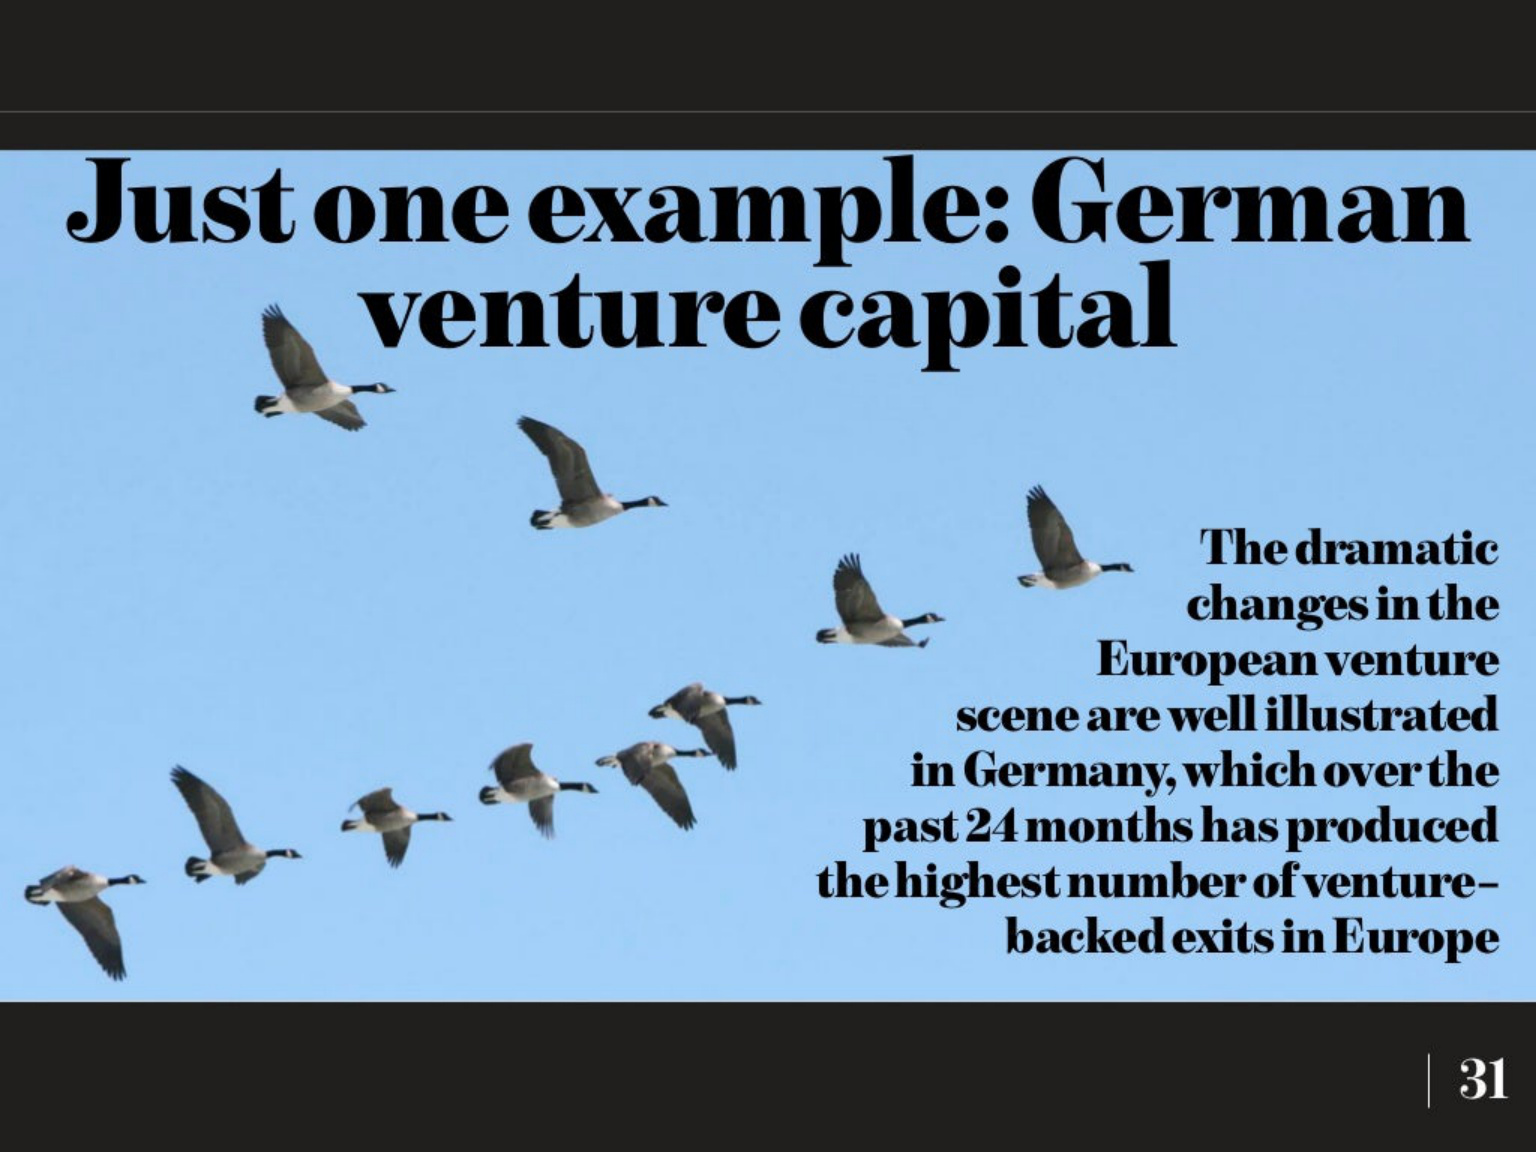 Just one example: German
venture capital
The dramatic
changes in the
European venture
scene are well illustrated
in Germany, which over the
past 24 months has produced
the highest number of venture-
backed exits in Europe
31